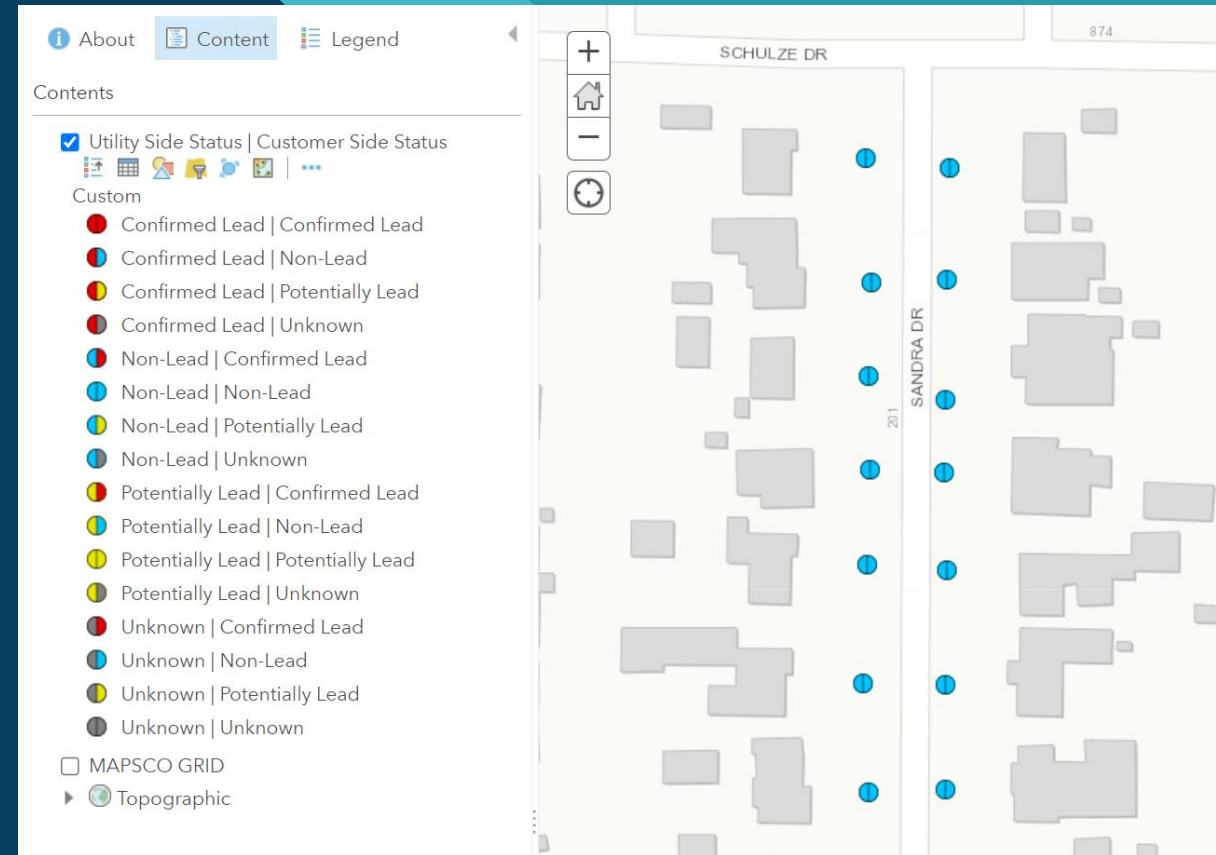 About Content Legend
Contents
Utility Side Status | Customer Side Status
Custom
Confirmed Lead | Confirmed Lead
Confirmed Lead | Non-Lead
Confirmed Lead | Potentially Lead
Confirmed Lead | Unknown
Non-Lead | Confirmed Lead
Non-Lead | Non-Lead
Non-Lead | Potentially Lead
Non-Lead | Unknown
Potentially Lead | Confirmed Lead
Potentially Lead | Non-Lead
Potentially Lead | Potentially Lead
Potentially Lead | Unknown
Unknown | Confirmed Lead
Unknown | Non-Lead
Unknown | Potentially Lead
Unknown | Unknown
MAPSCO GRID
Topographic
874
SCHULZE DR
SANDRA DR
201